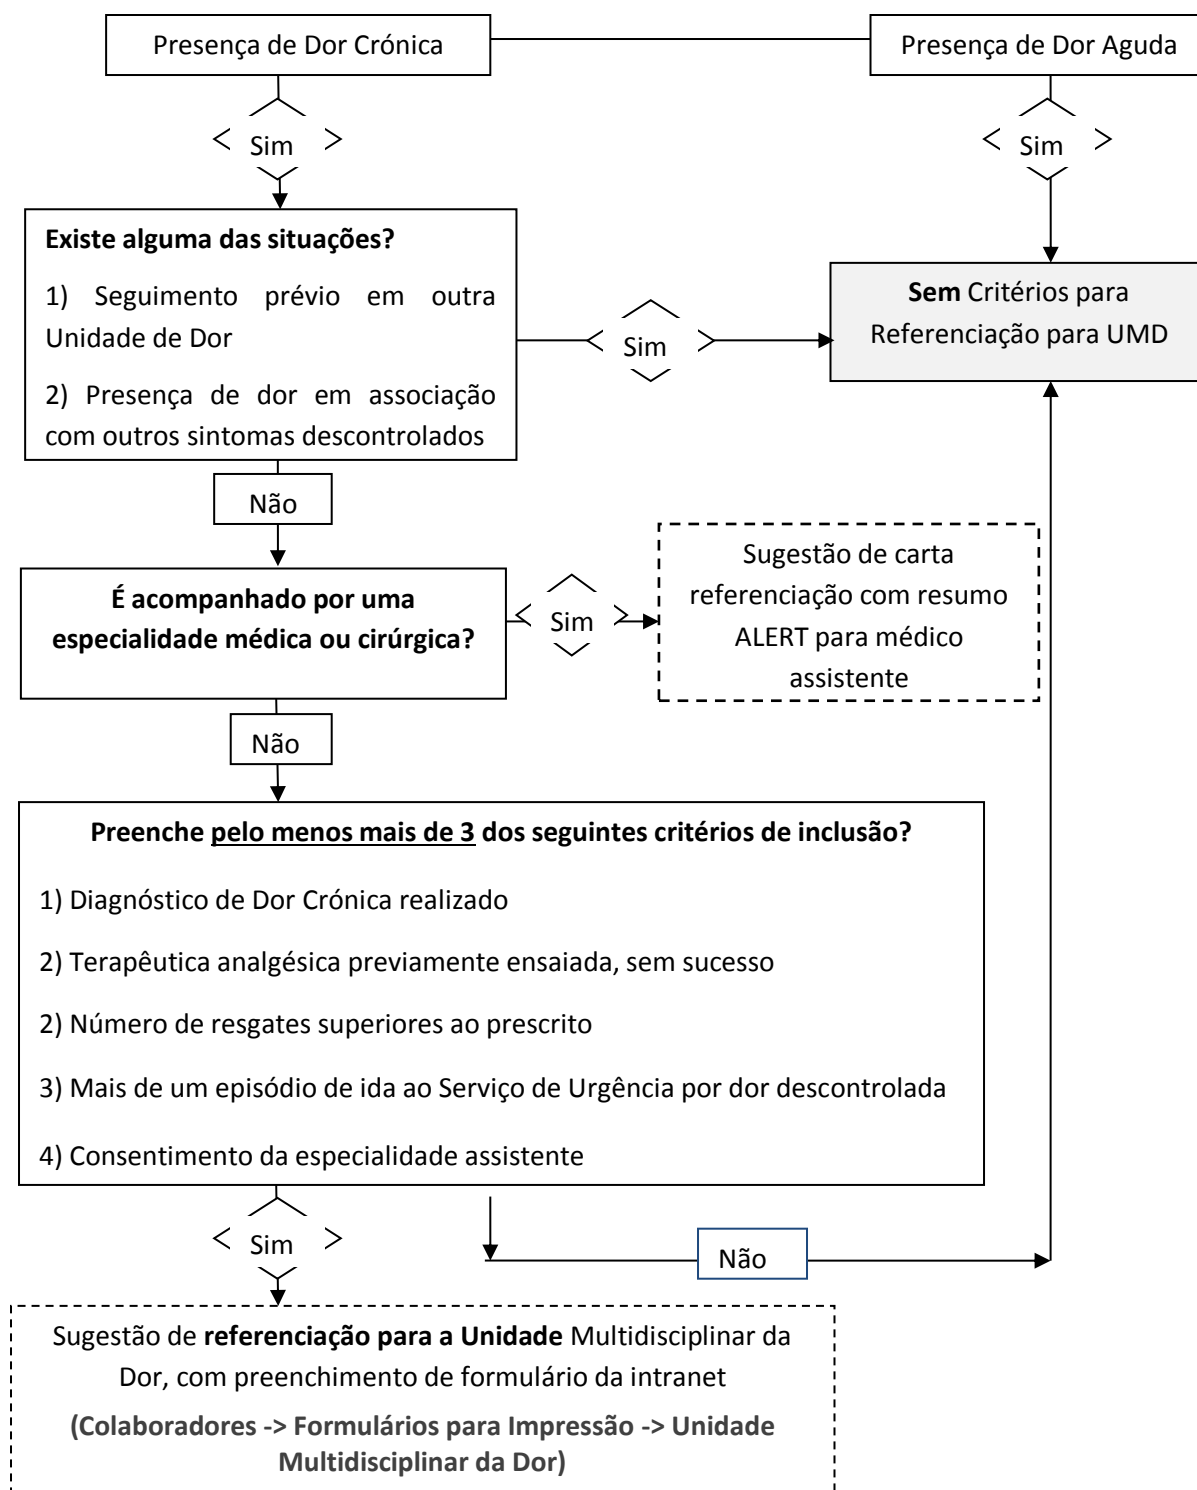 Presença de Dor Crónica
Presença de Dor Aguda
Sim
Sim
Existe alguma das situações?
1) Seguimento prévio em outra
Unidade de Dor
2) Presença de dor em associação
com outros sintomas descontrolados
Sim
Sem Critérios para
Referenciação para UMD
Não
É acompanhado por uma
especialidade médica ou cirúrgica?
Sim
Sugestão de carta
referenciação com resumo
ALERT para médico
assistente
Não
Preenche pelo menos mais de 3 dos seguintes critérios de inclusão?
1) Diagnóstico de Dor Crónica realizado
2) Terapêutica analgésica previamente ensaiada, sem sucesso
2) Número de resgates superiores ao prescrito
3) Mais de um episódio de ida ao Serviço de Urgência por dor descontrolada
4) Consentimento da especialidade assistente
Sim
Não
Sugestão de referenciação para a Unidade Multidisciplinar da
Dor, com preenchimento de formulário da intranet
(Colaboradores -> Formulários para Impressão -> Unidade
Multidisciplinar da Dor)